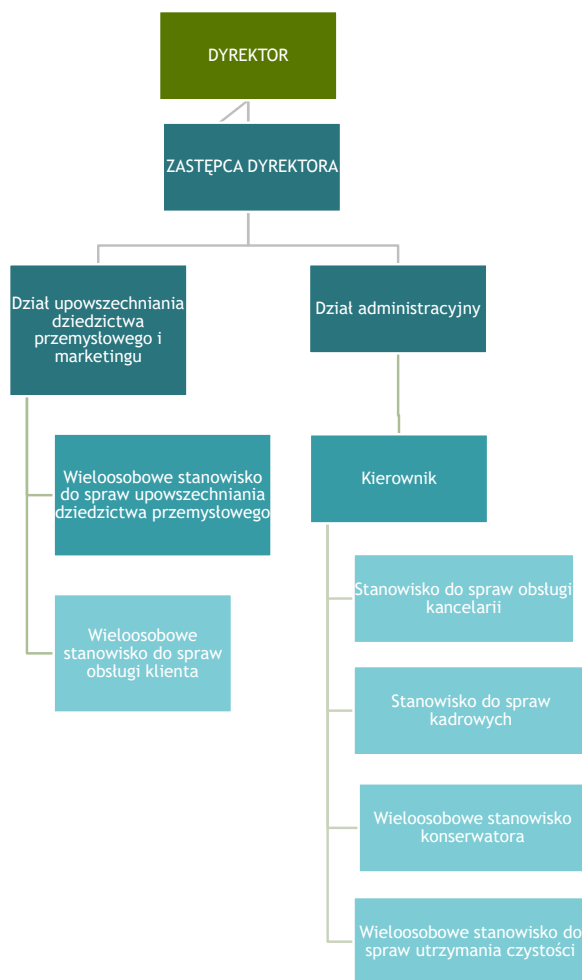 DYREKTOR
ZASTĘPCA DYREKTORA
Dział upowszechniania
dziedzictwa
przemysłowego i
marketingu
Wieloosobowe stanowisko
do spraw upowszechniania
dziedzictwa przemysłowego
Wieloosobowe
stanowisko do spraw
obsługi klienta
Dział administracyjny
Kierownik
Stanowisko do spraw obsługi
kancelarii
Stanowisko do spraw
kadrowych
Wieloosobowe stanowisko
konserwatora
Wieloosobowe stanowisko do
spraw utrzymania czystości